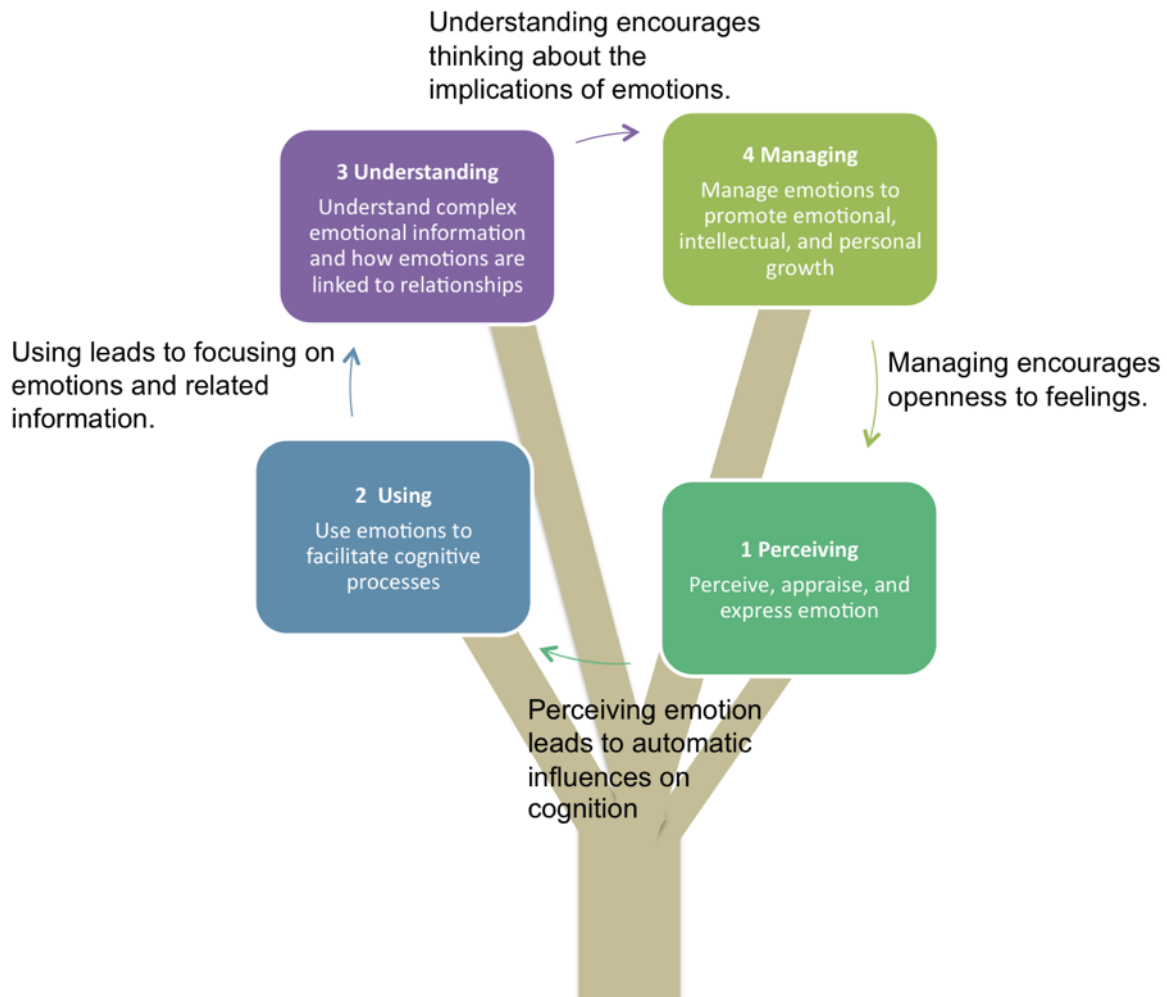 Understanding encourages
thinking about the
implications of emotions.
3 Understanding
Understand complex
emotional information
and how emotions are
linked to relationships
4 Managing
Manage emotions to
promote emotional,
intellectual, and personal
growth
Using leads to focusing on
emotions and related
information.
Managing encourages
openness to feelings.
2 Using
Use emotions to
facilitate cognitive
processes
1 Perceiving
Perceive, appraise, and
express emotion
Perceiving emotion
leads to automatic
influences on
cognition